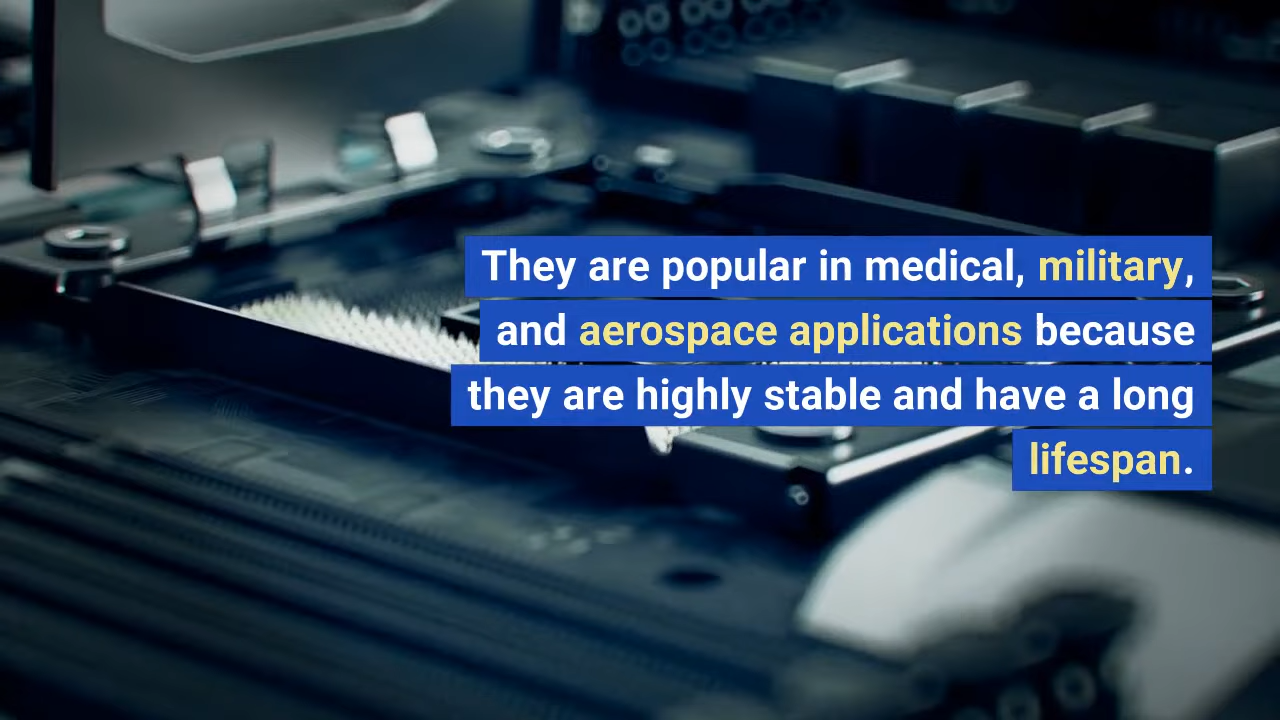 They are popular in medical, military,
and aerospace applications because
they are highly stable and have a long
lifespan.